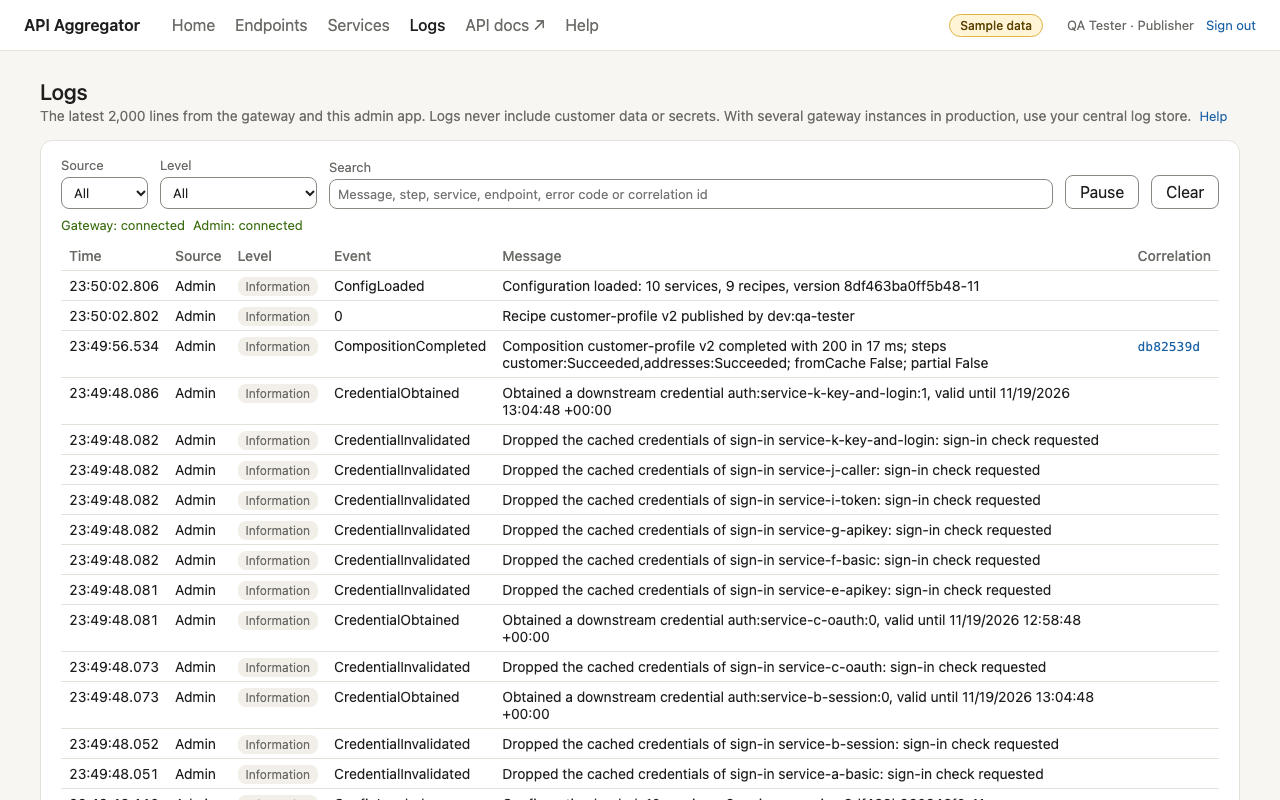 API Aggregator Home Endpoints Services Logs API docs ↗ Help Sample data QA Tester · Publisher Sign out
Logs
The latest 2,000 lines from the gateway and this admin app. Logs never include customer data or secrets. With several gateway instances in production, use your central log store. Help
Source Level Search
All All Message, step, service, endpoint, error code or correlation id Pause Clear
Gateway: connected Admin: connected
Time Source Level Event Message Correlation
23:50:02.806 Admin Information ConfigLoaded Configuration loaded: 10 services, 9 recipes, version 8df463ba0ff5b48-11
23:50:02.802 Admin Information 0 Recipe customer-profile v2 published by dev:qa-tester
23:49:56.534 Admin Information CompositionCompleted Composition customer-profile v2 completed with 200 in 17 ms; steps db82539d
customer:Succeeded,addresses:Succeeded; fromCache False; partial False
23:49:48.086 Admin Information CredentialObtained Obtained a downstream credential auth:service-k-key-and-login:1, valid until 11/19/2026
13:04:48 +00:00
23:49:48.082 Admin Information CredentialInvalidated Dropped the cached credentials of sign-in service-k-key-and-login: sign-in check requested
23:49:48.082 Admin Information CredentialInvalidated Dropped the cached credentials of sign-in service-j-caller: sign-in check requested
23:49:48.082 Admin Information CredentialInvalidated Dropped the cached credentials of sign-in service-i-token: sign-in check requested
23:49:48.082 Admin Information CredentialInvalidated Dropped the cached credentials of sign-in service-g-apikey: sign-in check requested
23:49:48.082 Admin Information CredentialInvalidated Dropped the cached credentials of sign-in service-f-basic: sign-in check requested
23:49:48.081 Admin Information CredentialInvalidated Dropped the cached credentials of sign-in service-e-apikey: sign-in check requested
23:49:48.081 Admin Information CredentialObtained Obtained a downstream credential auth:service-c-oauth:0, valid until 11/19/2026 12:58:48
+00:00
23:49:48.073 Admin Information CredentialInvalidated Dropped the cached credentials of sign-in service-c-oauth: sign-in check requested
23:49:48.073 Admin Information CredentialObtained Obtained a downstream credential auth:service-b-session:0, valid until 11/19/2026 13:04:48
+00:00
23:49:48.052 Admin Information CredentialInvalidated Dropped the cached credentials of sign-in service-b-session: sign-in check requested
23:49:48.051 Admin Information CredentialInvalidated Dropped the cached credentials of sign-in service-a-basic: sign-in check requested